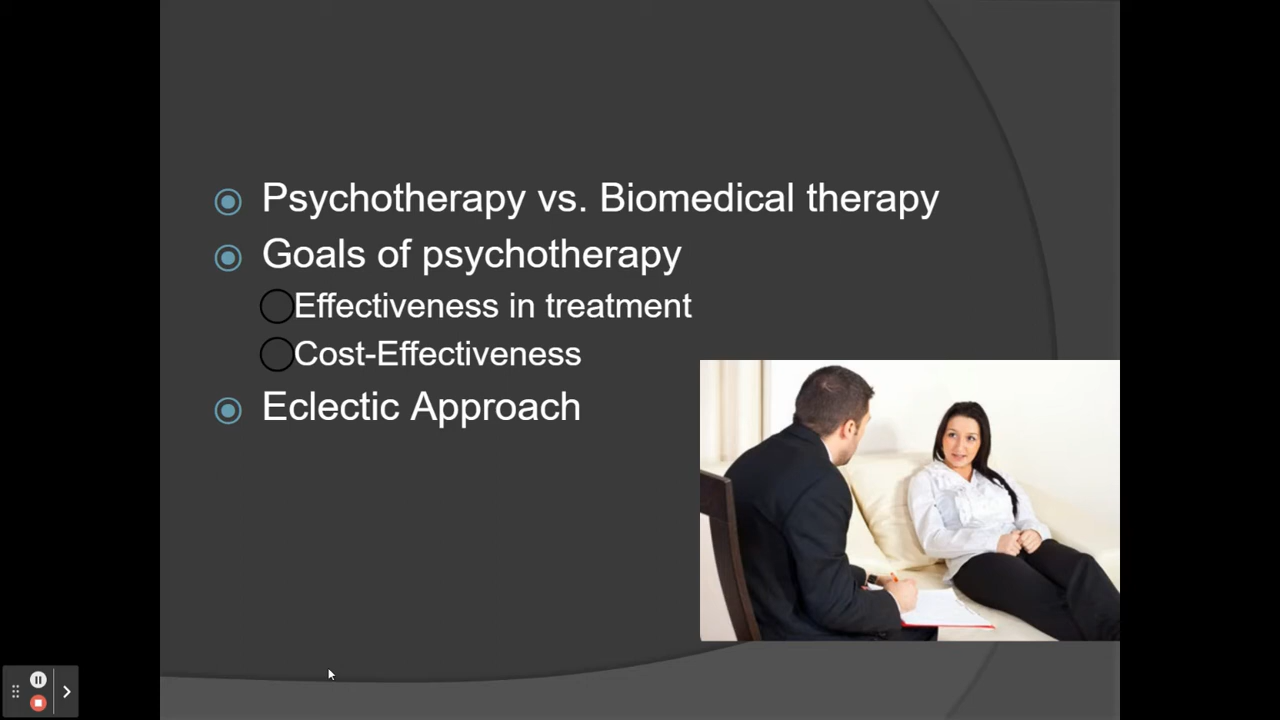 Psychotherapy vs. Biomedical therapy
Goals of psychotherapy
Effectiveness in treatment
Cost-Effectiveness
Eclectic Approach